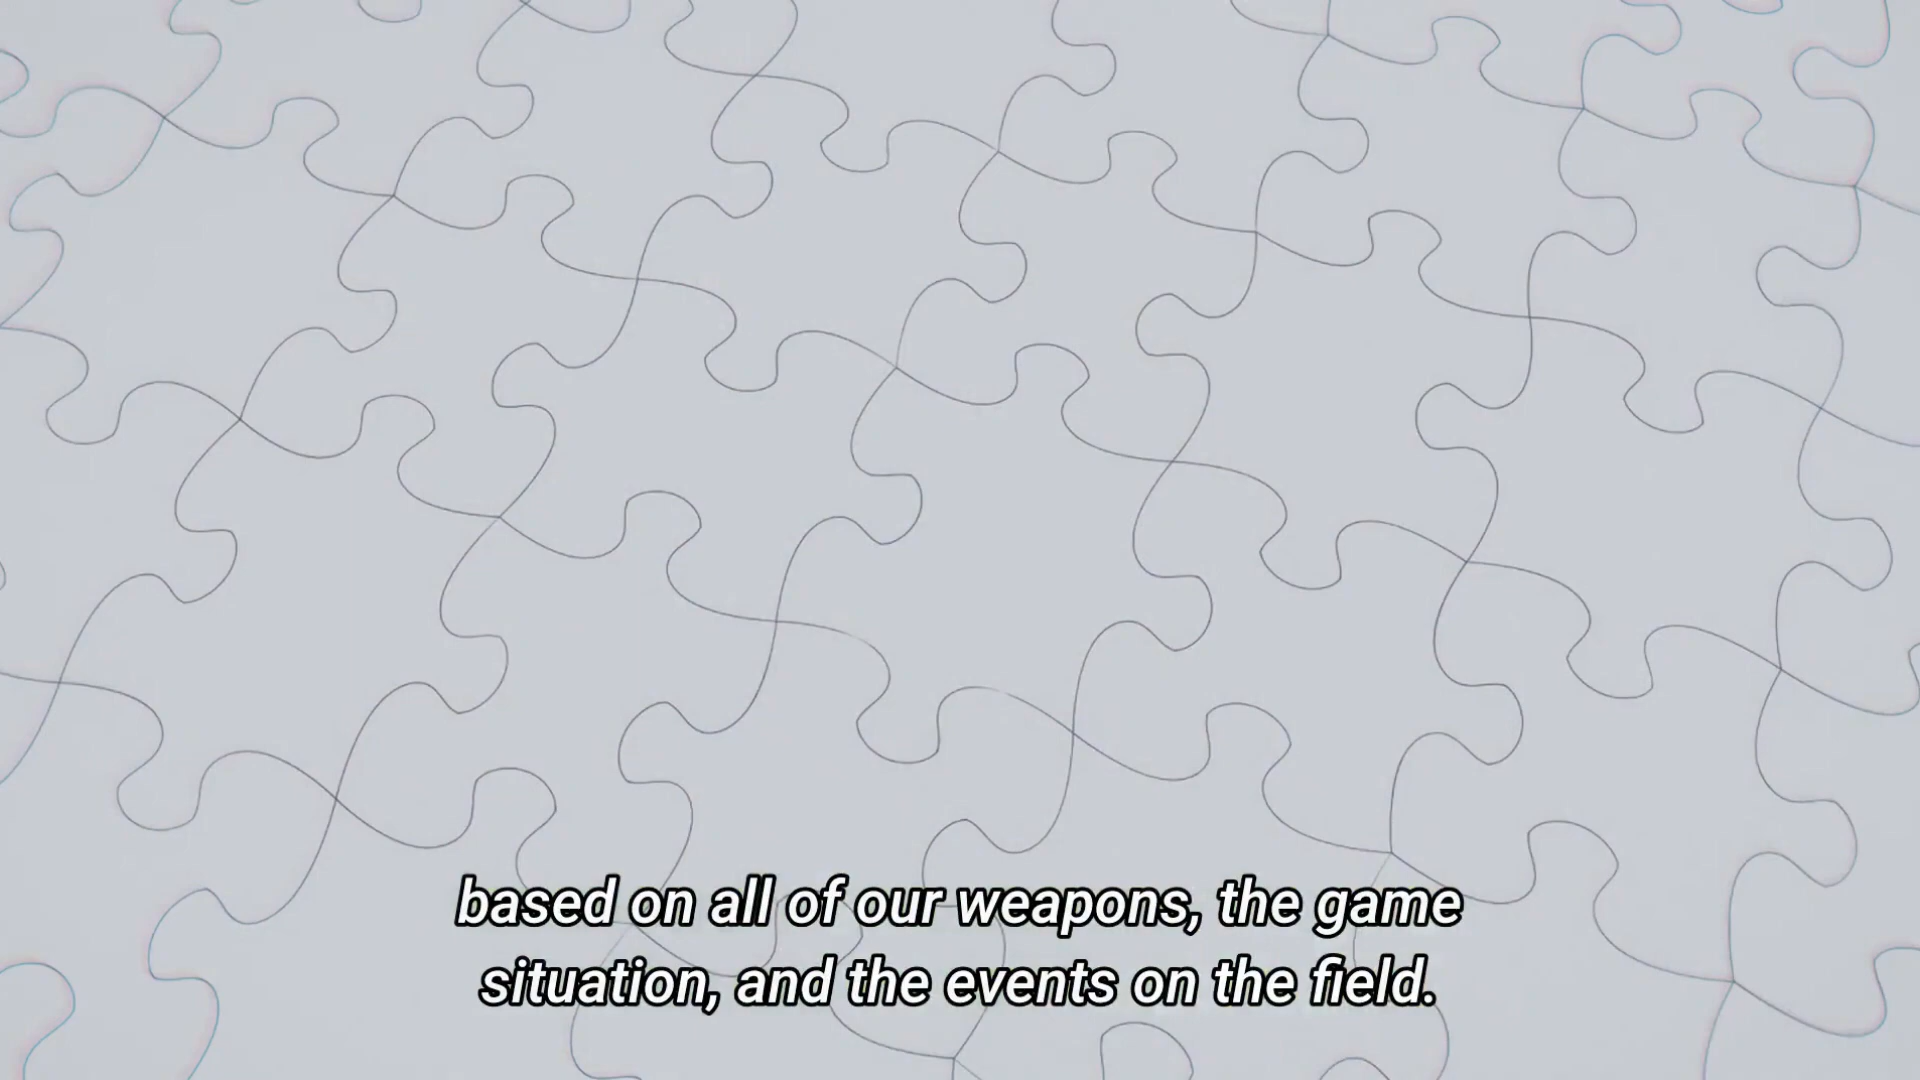 based on all of our weapons, the game
situation, and the events on the field.